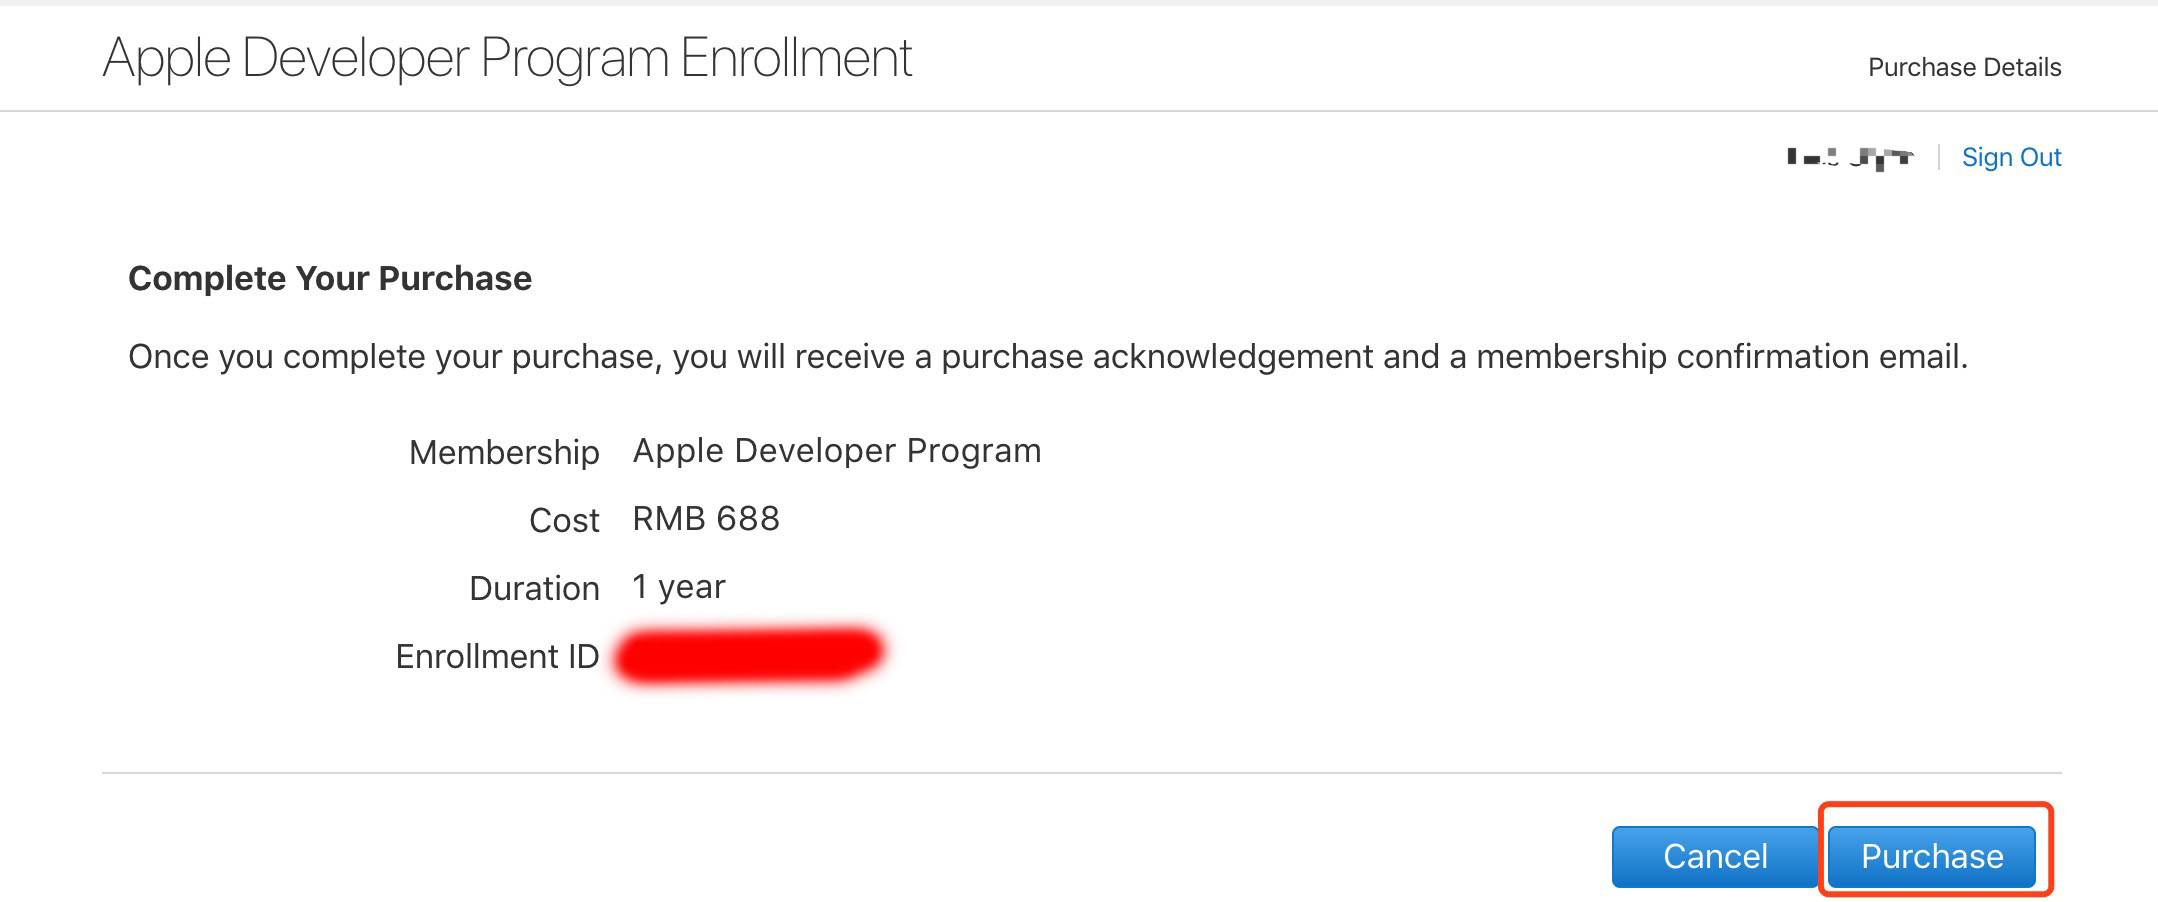 Apple Developer Program Enrollment
Purchase Details
Sign Out
Complete Your Purchase
Once you complete your purchase, you will receive a purchase acknowledgement and a membership confirmation email.
Membership Apple Developer Program
Cost RMB 688
Duration 1 year
Enrollment ID
Cancel Purchase